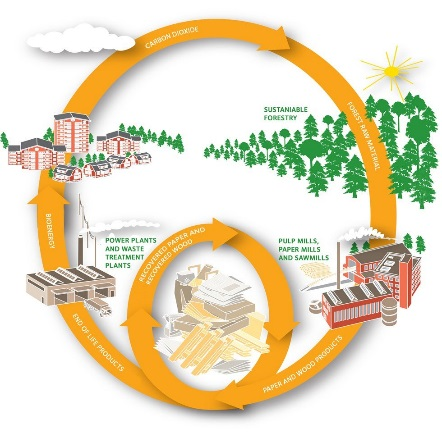 CARBON DIOXIDE
SUSTANIABLE
FORESTRY
FOREST RAW MATERIAL
BIOENERGY
POWER PLANTS
AND WASTE
TREATMENT
PLANTS
RECOVERED PAPER AND
RECOVERED WOOD
PULP MILLS,
PAPER MILLS
AND SAWMILLS
END OF LIFE PRODUCTS
PAPER AND WOOD PRODUCTS